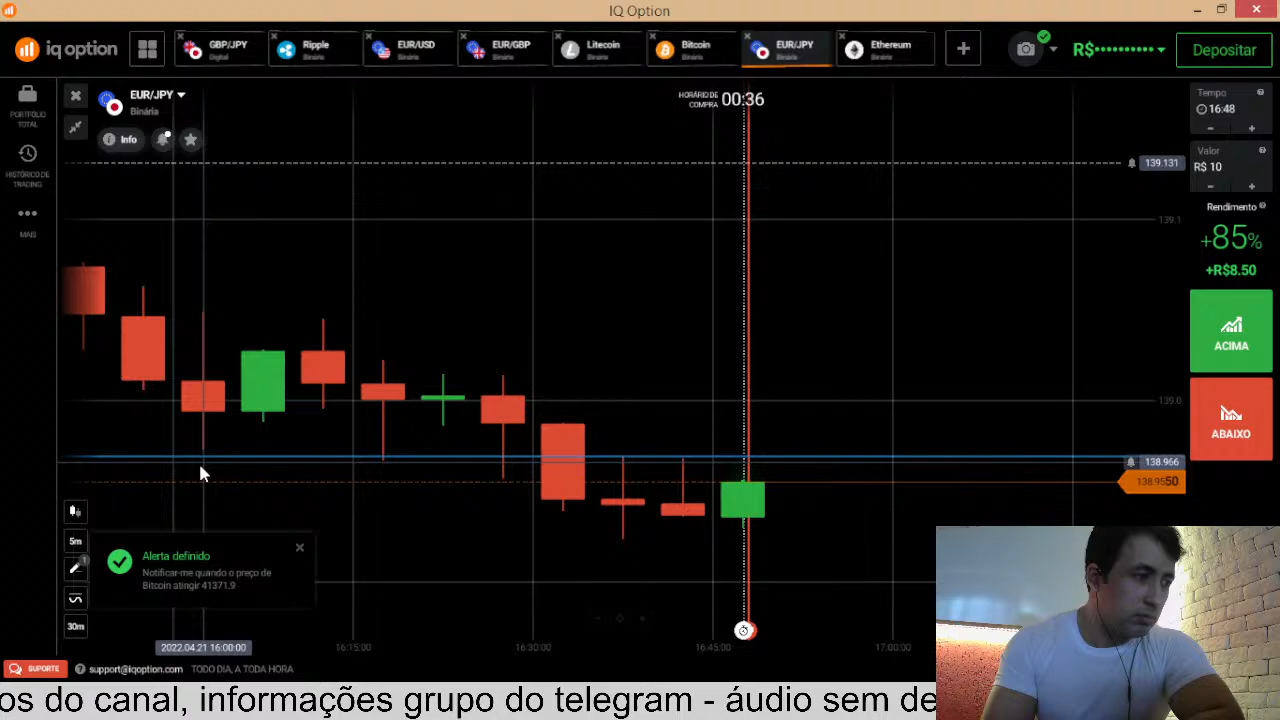 IQ Option
iq option
GBP/JPY
Digital
Ripple
Binária
EUR/USD
Binária
EUR/GBP
Binária
Litecoin
Binária
Bitcoin
Binária
EUR/JPY
Binária
Ethereum
Binária
R$••••••••••
Depositar
PORTFÓLIO
TOTAL
HISTÓRICO DE
TRADING
MAIS
EUR/JPY
Binária
Info
HORÁRIO DE
COMPRA
00:36
139.131
139.1
139.0
138.966
138.9550
Tempo
16:48
Valor
R$ 10
Rendimento
+85%
+R$8.50
ACIMA
ABAIXO
5m
30m
Alerta definido
Notificar-me quando o preço de
Bitcoin atingir 41371.9
2022.04.21 16:00:00
16:15:00
16:30:00
16:45:00
17:00:00
SUPORTE
support@iqoption.com
TODO DIA, A TODA HORA
os do canal, informações grupo do telegram - áudio sem de